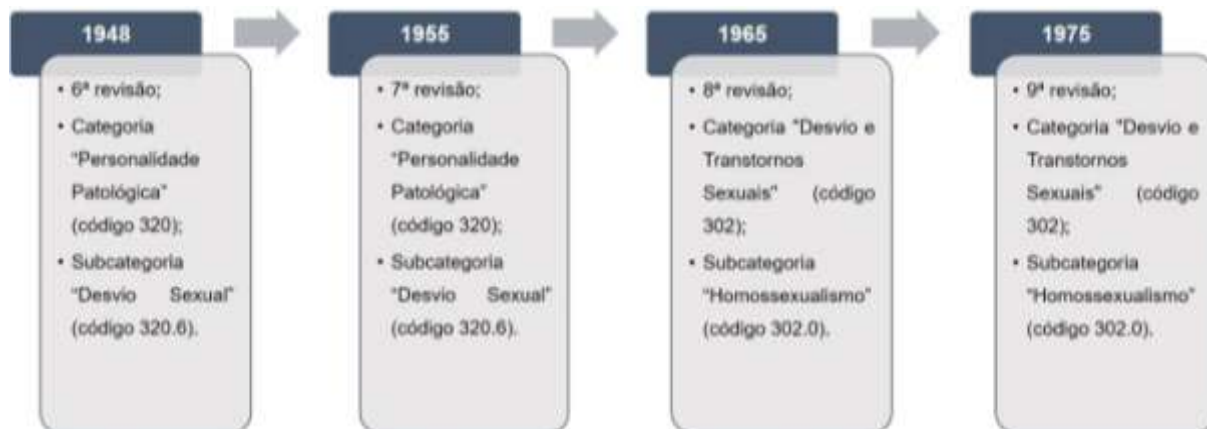 1948
• 6ª revisão;
• Categoria
"Personalidade
Patológica"
(código 320);
• Subcategoria
"Desvio Sexual"
(código 320.6).
1955
• 7ª revisão;
• Categoria
"Personalidade
Patológica"
(código 320);
• Subcategoria
"Desvio Sexual"
(código 320.6).
1965
• 8ª revisão;
• Categoria "Desvio e
Transtornos
Sexuais" (código
302);
• Subcategoria
"Homossexualismo"
(código 302.0).
1975
• 9ª revisão;
• Categoria "Desvio e
Transtornos
Sexuais" (código
302);
• Subcategoria
"Homossexualismo"
(código 302.0).